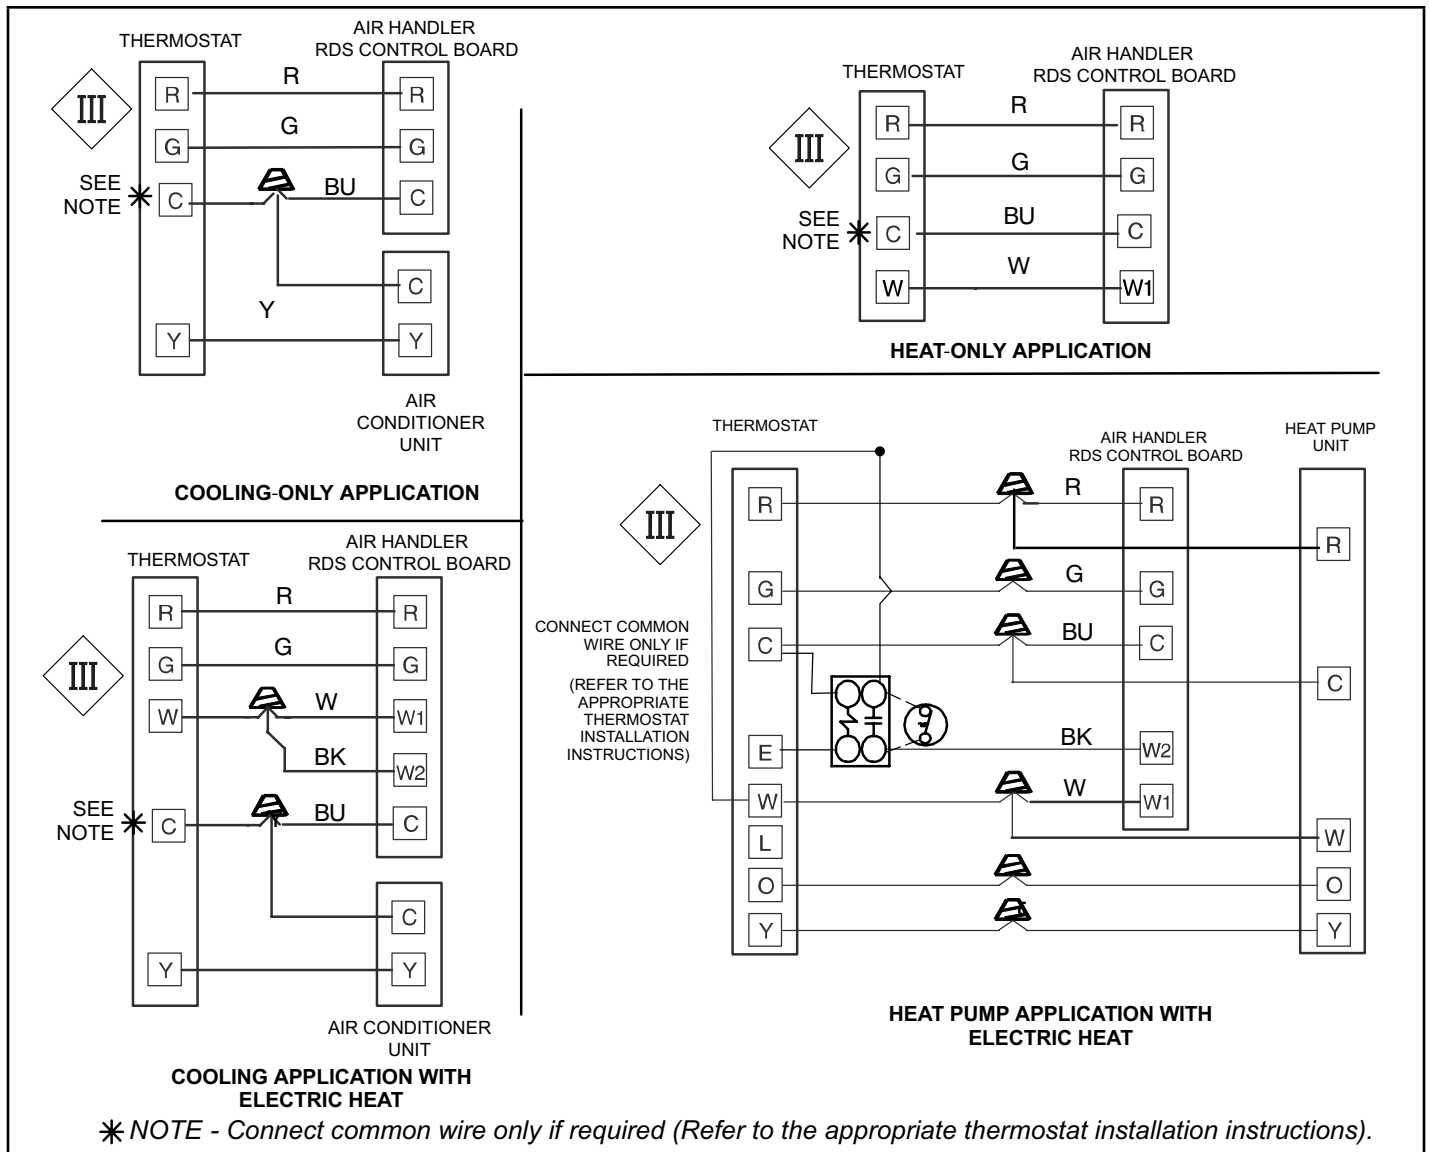 THERMOSTAT
AIR HANDLER
RDS CONTROL BOARD
III
R
R
R
G
G
G
SEE
NOTE
* C
BU
C
C
Y
Y
Y
AIR
CONDITIONER
UNIT
COOLING-ONLY APPLICATION
THERMOSTAT
AIR HANDLER
RDS CONTROL BOARD
III
R
R
R
G
G
G
SEE
NOTE
* C
BU
C
W
W
W1
HEAT-ONLY APPLICATION
THERMOSTAT
AIR HANDLER
RDS CONTROL BOARD
III
R
R
R
G
G
G
W
W
W1
BK
W2
SEE
NOTE
* C
BU
C
C
Y
Y
AIR CONDITIONER
UNIT
COOLING APPLICATION WITH
ELECTRIC HEAT
THERMOSTAT
AIR HANDLER
RDS CONTROL BOARD
HEAT PUMP
UNIT
III
R
R
R
R
G
G
G
CONNECT COMMON
WIRE ONLY IF
REQUIRED
(REFER TO THE
APPROPRIATE
THERMOSTAT
INSTALLATION
INSTRUCTIONS)
C
BU
C
C
E
BK
W2
W
W
W1
W
L
O
O
Y
Y
HEAT PUMP APPLICATION WITH
ELECTRIC HEAT
* NOTE - Connect common wire only if required (Refer to the appropriate thermostat installation instructions).